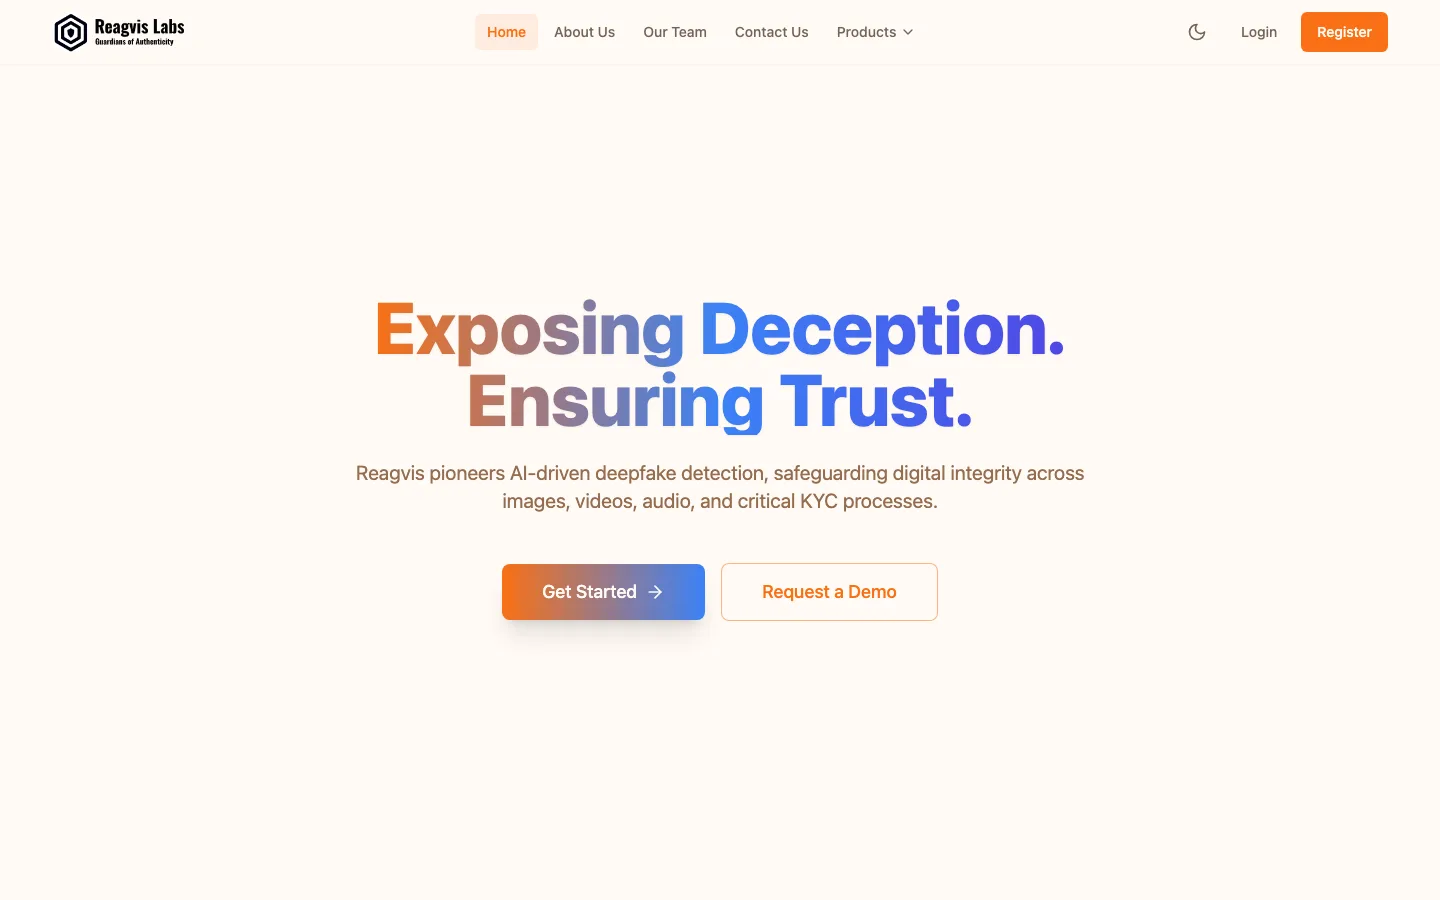 Reagvis Labs
Guardians of Authenticity
Home
About Us
Our Team
Contact Us
Products
Login
Register
Exposing Deception.
Ensuring Trust.
Reagvis pioneers AI-driven deepfake detection, safeguarding digital integrity across
images, videos, audio, and critical KYC processes.
Get Started
Request a Demo